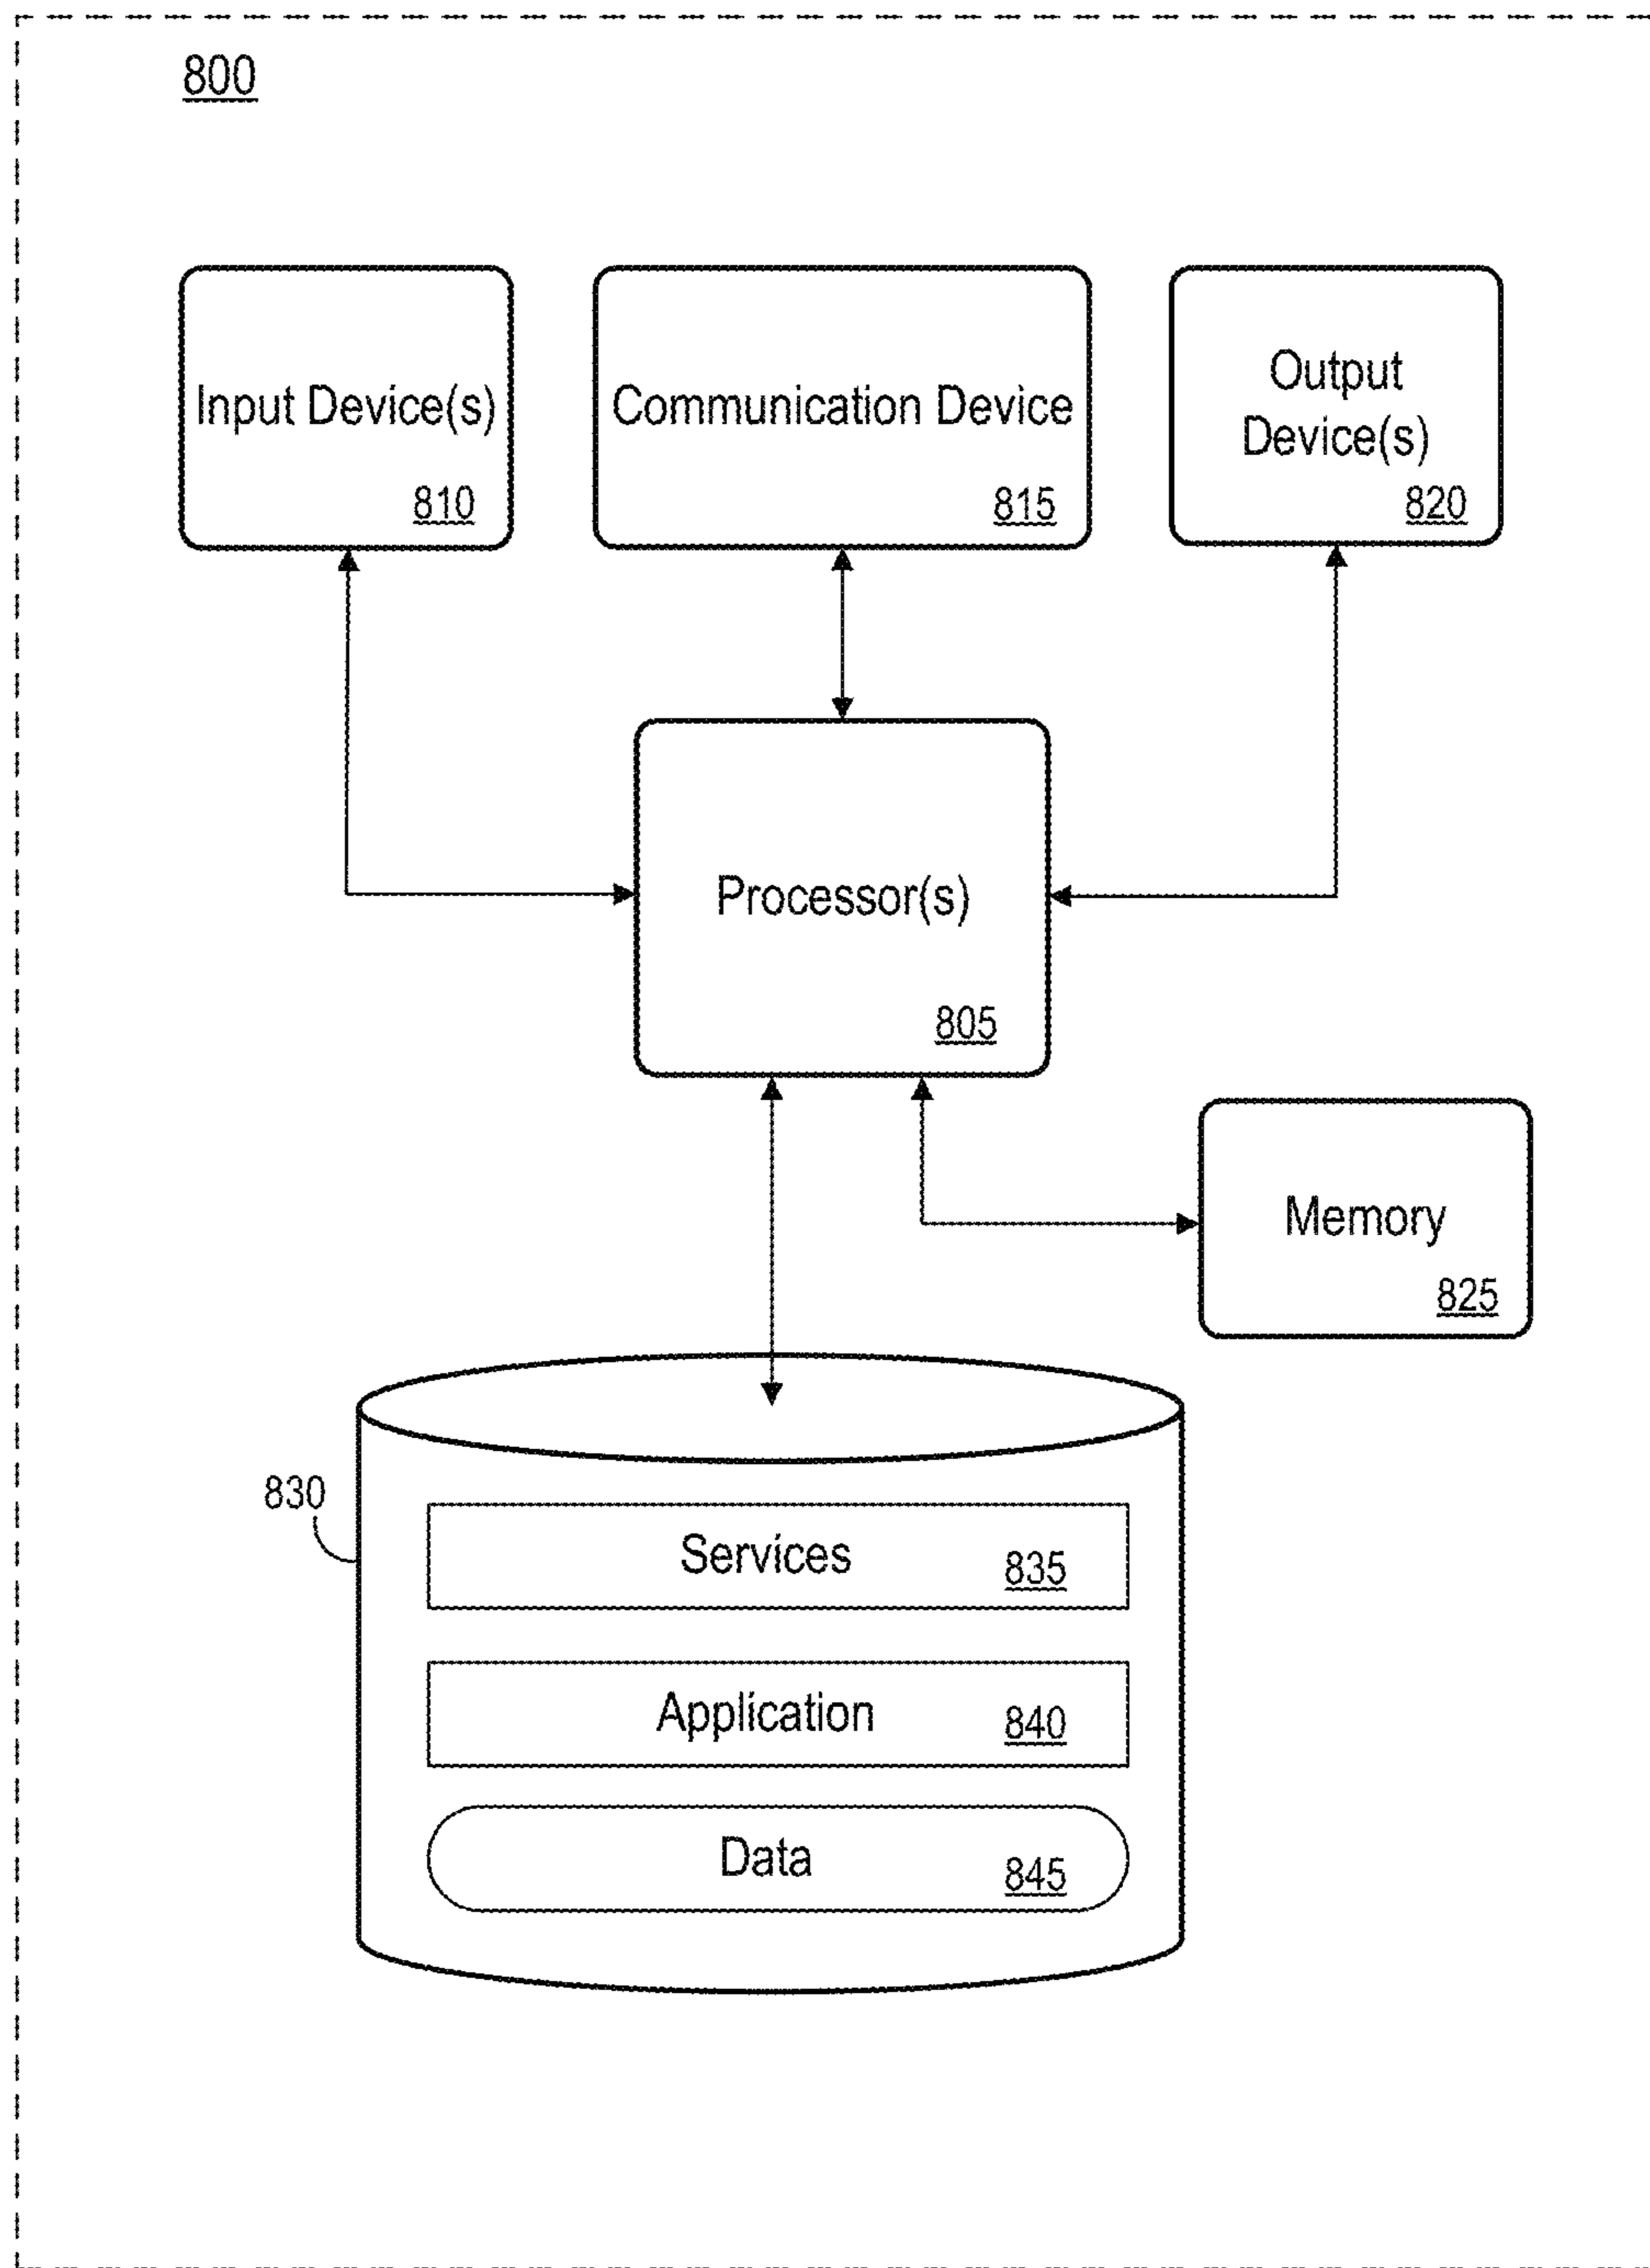 800
Input Device(s)
810
Communication Device
815
Output
Device(s)
820
Processor(s)
805
Memory
825
830
Services 835
Application 840
Data 845